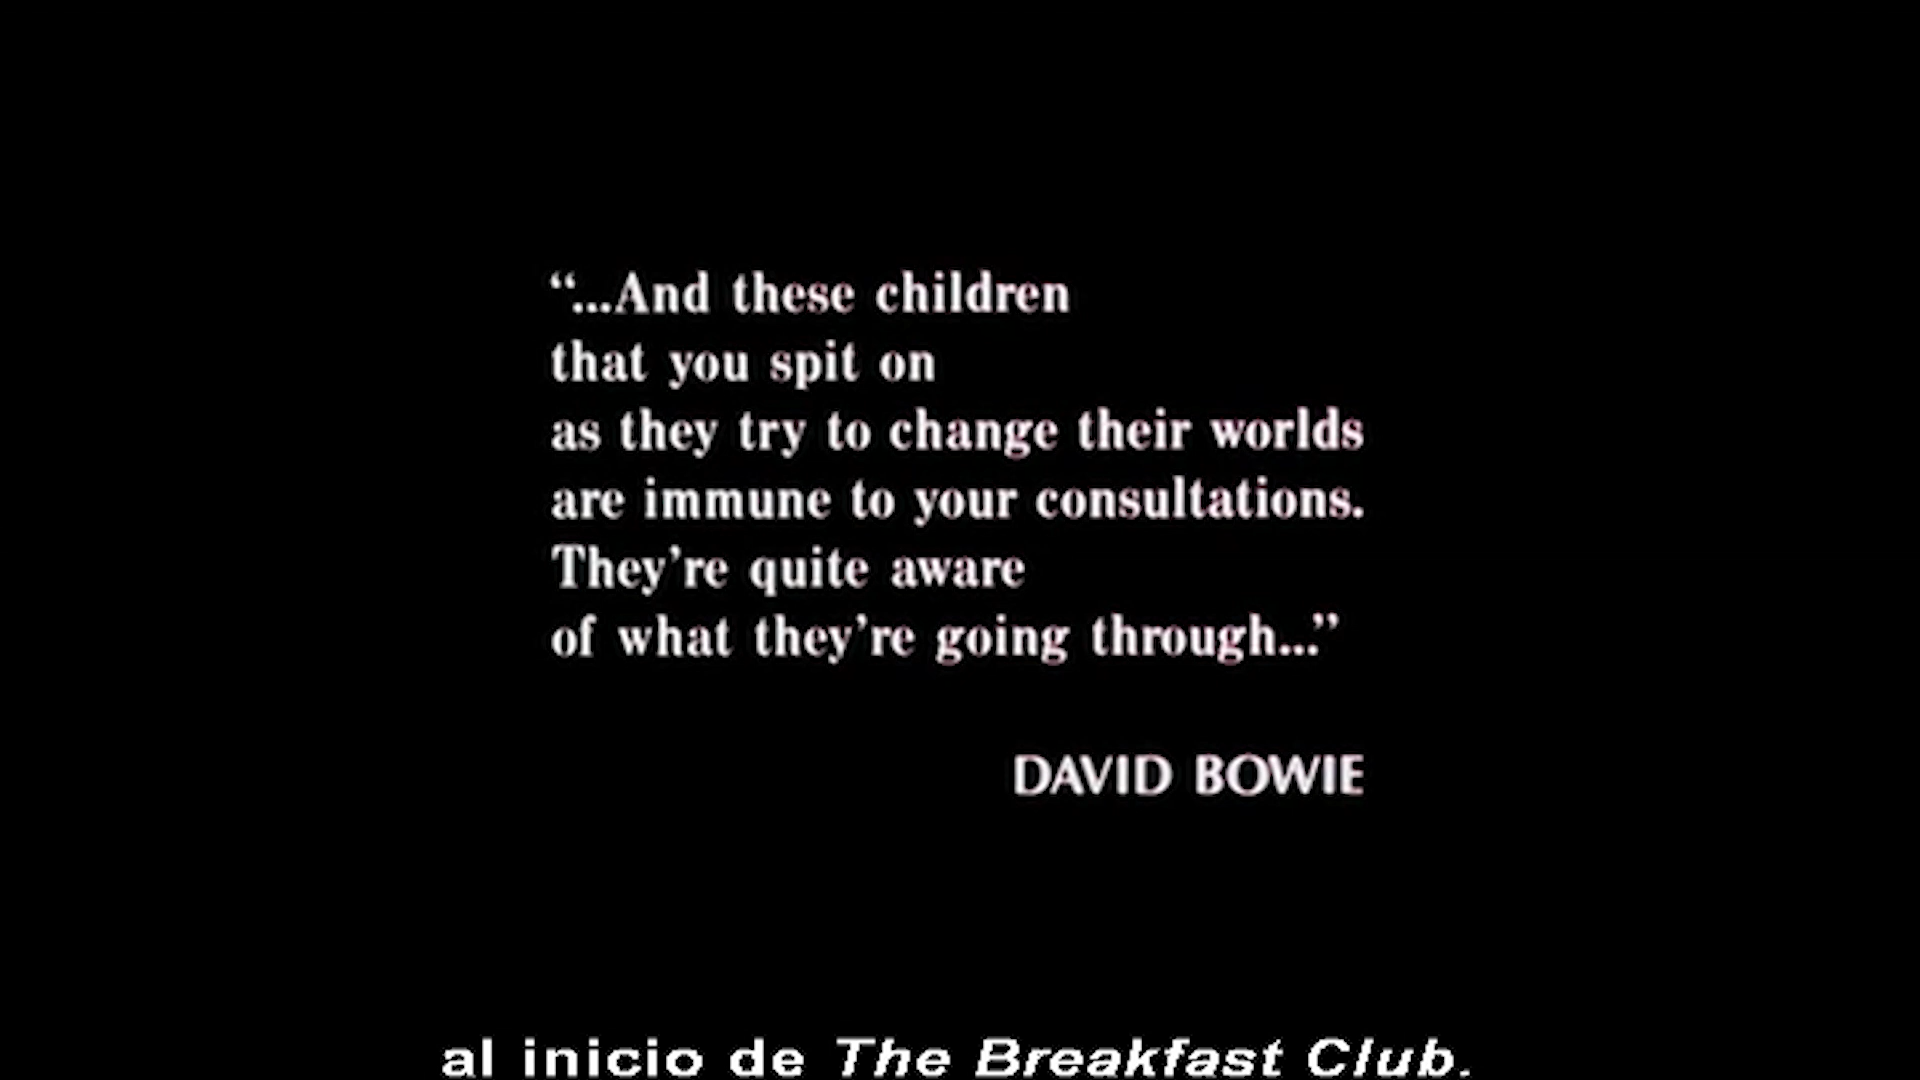 “...And these children
that you spit on
as they try to change their worlds
are immune to your consultations.
They’re quite aware
of what they’re going through...”
DAVID BOWIE
al inicio de The Breakfast Club.